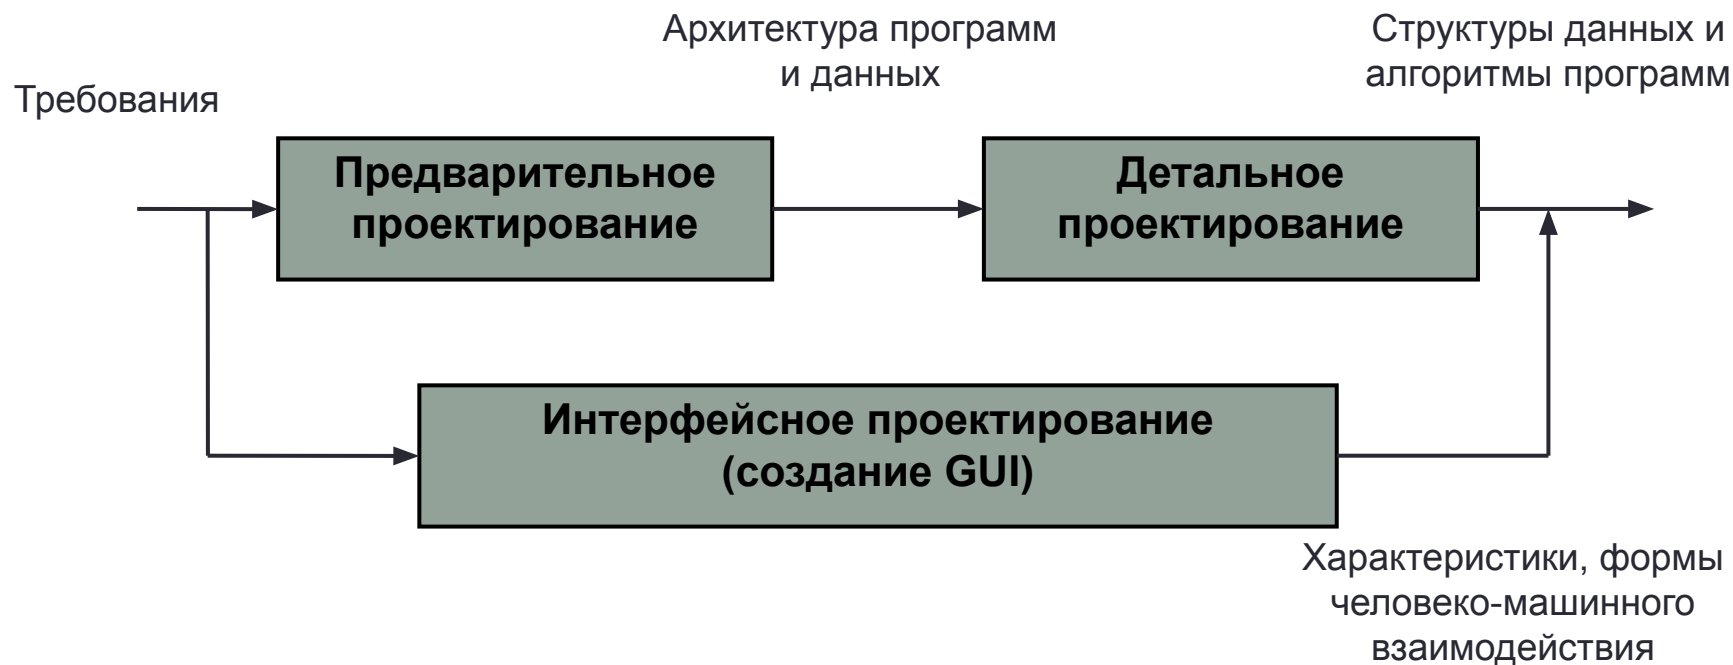 Архитектура программ
и данных
Структуры данных и
алгоритмы программ
Требования
Предварительное
проектирование
Детальное
проектирование
Интерфейсное проектирование
(создание GUI)
Характеристики, формы
человеко-машинного
взаимодействия